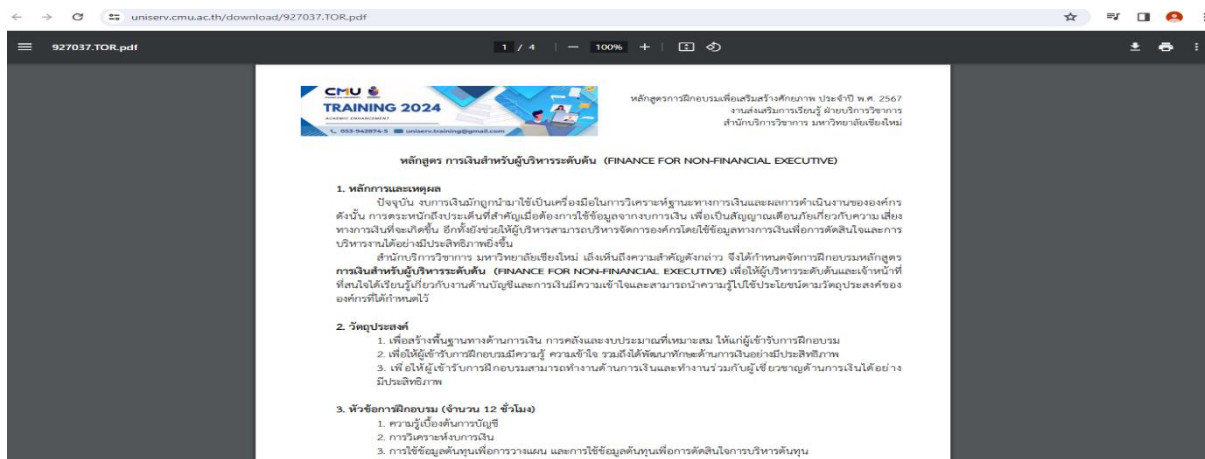 uniserv.cmu.ac.th/download/927037.TOR.pdf
927037.TOR.pdf
1 / 4
100%
CMU
TRAINING 2024
ACADEMIC ENHANCEMENT
053-942874-5 uniserv.training@gmail.com
หลักสูตรการฝึกอบรมเพื่อเสริมสร้างศักยภาพ ประจำปี พ.ศ. 2567
งานส่งเสริมการเรียนรู้ ฝ่ายบริการวิชาการ
สำนักบริการวิชาการ มหาวิทยาลัยเชียงใหม่
หลักสูตร การเงินสำหรับผู้บริหารระดับต้น (FINANCE FOR NON-FINANCIAL EXECUTIVE)
1. หลักการและเหตุผล
ปัจจุบัน งบการเงินมักถูกนำมาใช้เป็นเครื่องมือในการวิเคราะห์ฐานะทางการเงินและผลการดำเนินงานขององค์กร
ดังนั้น การตระหนักถึงประเด็นที่สำคัญเมื่อต้องการใช้ข้อมูลจากงบการเงิน เพื่อเป็นสัญญาณเตือนภัยเกี่ยวกับความเสี่ยง
ทางการเงินที่จะเกิดขึ้น อีกทั้งยังช่วยให้ผู้บริหารสามารถบริหารจัดการองค์กรโดยใช้ข้อมูลทางการเงินเพื่อการตัดสินใจและการ
บริหารงานได้อย่างมีประสิทธิภาพยิ่งขึ้น
สำนักบริการวิชาการ มหาวิทยาลัยเชียงใหม่ เล็งเห็นถึงความสำคัญดังกล่าว จึงได้กำหนดจัดการฝึกอบรมหลักสูตร
การเงินสำหรับผู้บริหารระดับต้น (FINANCE FOR NON-FINANCIAL EXECUTIVE) เพื่อให้ผู้บริหารระดับต้นและเจ้าหน้าที่
ที่สนใจได้เรียนรู้เกี่ยวกับงานด้านบัญชีและการเงินมีความเข้าใจและสามารถนำความรู้ไปใช้ประโยชน์ตามวัตถุประสงค์ของ
องค์กรที่ได้กำหนดไว้
2. วัตถุประสงค์
1. เพื่อสร้างพื้นฐานทางด้านการเงิน การคลังและงบประมาณที่เหมาะสม ให้แก่ผู้เข้ารับการฝึกอบรม
2. เพื่อให้ผู้เข้ารับการฝึกอบรมมีความรู้ ความเข้าใจ รวมถึงได้พัฒนาทักษะด้านการเงินอย่างมีประสิทธิภาพ
3. เพื่อให้ผู้เข้ารับการฝึกอบรมสามารถทำงานด้านการเงินและทำงานร่วมกับผู้เชี่ยวชาญด้านการเงินได้อย่าง
มีประสิทธิภาพ
3. หัวข้อการฝึกอบรม (จำนวน 12 ชั่วโมง)
1. ความรู้เบื้องต้นการบัญชี
2. การวิเคราะห์งบการเงิน
3. การใช้ข้อมูลต้นทุนเพื่อการวางแผน และการใช้ข้อมูลต้นทุนเพื่อการตัดสินใจการบริหารต้นทุน